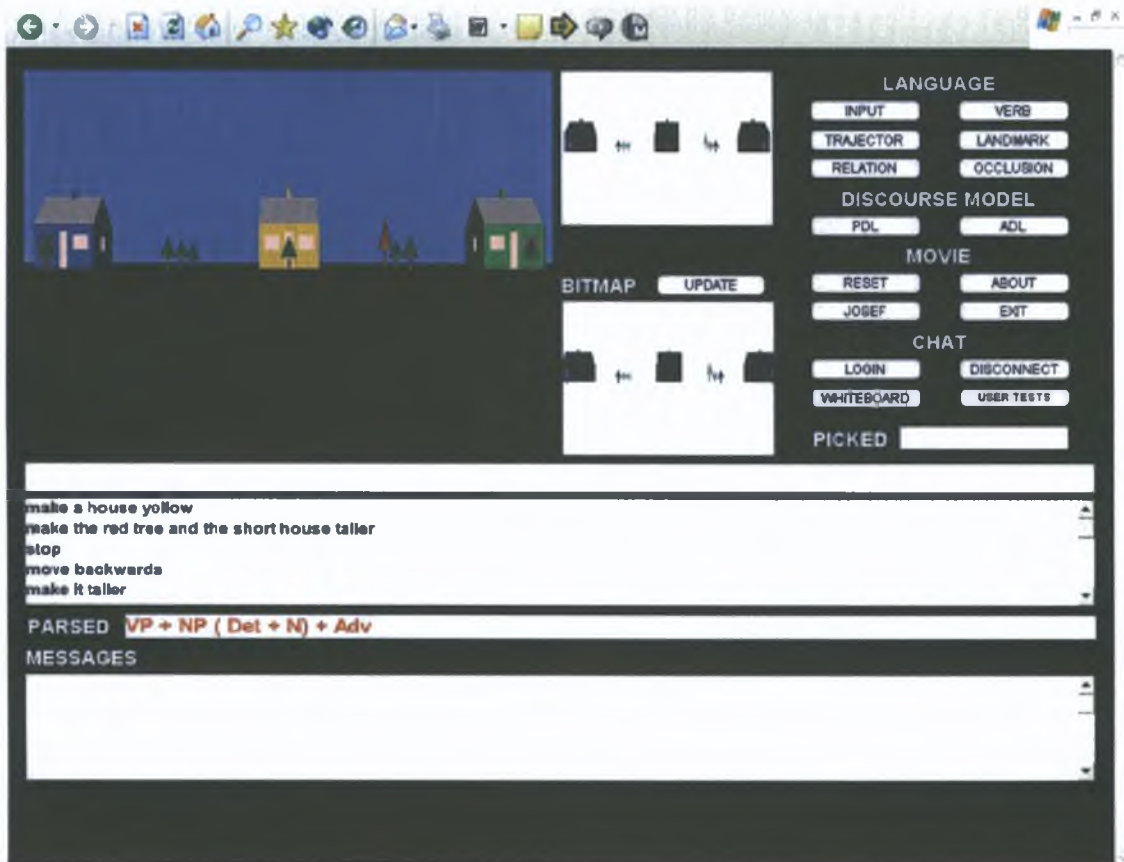 LANGUAGE
INPUT VERB
TRAJECTOR LANDMARK
RELATION OCCLUSION
DISCOURSE MODEL
PDL ADL
MOVIE
BITMAP UPDATE
RESET ABOUT
JOSEF EXIT
CHAT
LOGIN DISCONNECT
WHITEBOARD USER TESTS
PICKED
make a house yollow
make the red tree and the short house taller
stop
move backwards
make it taller
PARSED VP + NP ( Det + N) + Adv
MESSAGES